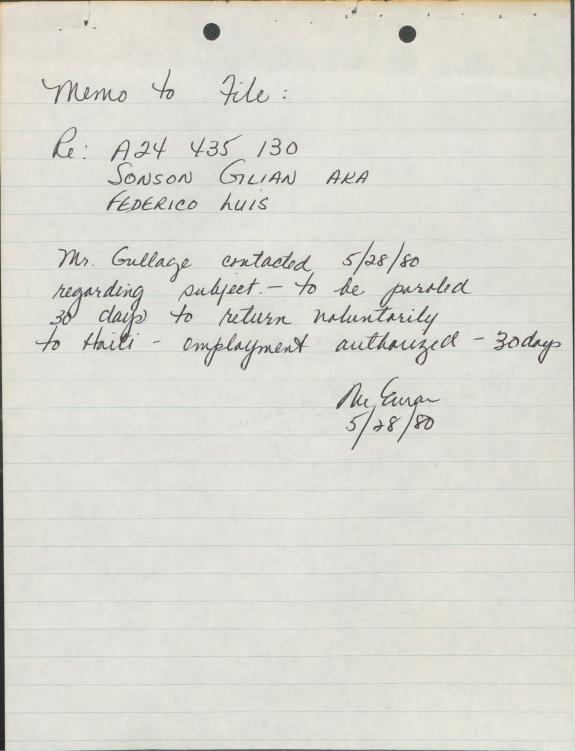 Memo to File:
Re: A24 435 130
SONSON GILIAN AKA
FEDERICO LUIS
Mr. Gullage contacted 5/28/80
regarding subject. - to be paroled
30 days to return voluntarily
to Haiti - employment authorized - 30 days
5/28/80